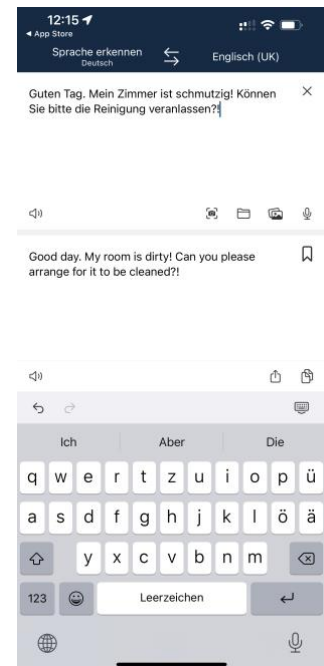 12:15
◀ App Store
Sprache erkennen
Deutsch
Englisch (UK)
Guten Tag. Mein Zimmer ist schmutzig! Können
Sie bitte die Reinigung veranlassen?!
Good day. My room is dirty! Can you please
arrange for it to be cleaned?!
Ich Aber Die
q w e r t z u i o p ü
a s d f g h j k l ö ä
y x c v b n m
123 Leerzeichen